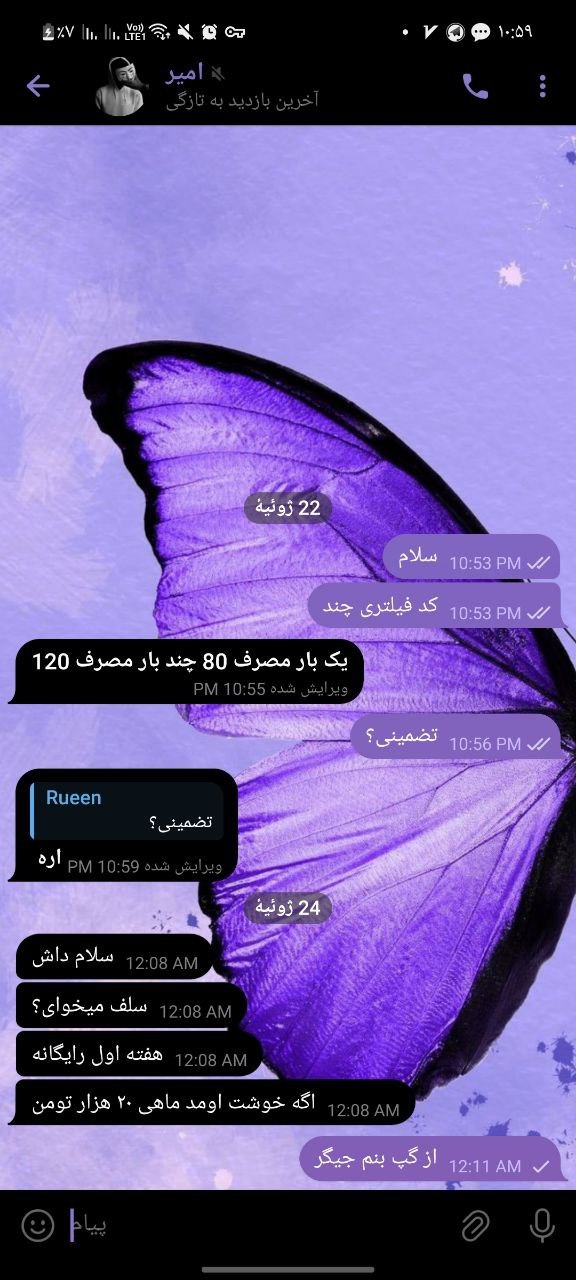 ٪۷ Vo) LTE1 ۱۰:۵۹
امیر
آخرین بازدید به تازگی
22 ژوئیهٔ
سلام 10:53 PM
کد فیلتری چند 10:53 PM
یک بار مصرف 80 چند بار مصرف 120
ویرایش شده 10:55 PM
تضمینی؟ 10:56 PM
Rueen
تضمینی؟
اره ویرایش شده 10:59 PM
24 ژوئیهٔ
سلام داش 12:08 AM
سلف میخوای؟ 12:08 AM
هفته اول رایگانه 12:08 AM
اگه خوشت اومد ماهی ۲۰ هزار تومن 12:08 AM
از گپ بنم جیگر 12:11 AM
پیام